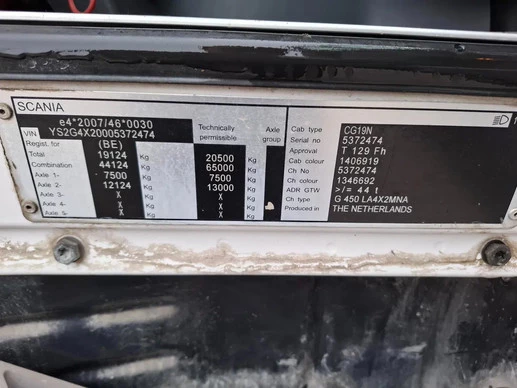 SCANIA
e4*2007/46*0030
VIN YS2G4X20005372474
Regist. for (BE) Technically permissible Axle group
Total 19124 Kg 20500 Kg
Combination 44124 Kg 65000 Kg
Axle 1- 7500 Kg 7500 Kg
Axle 2- 12124 Kg 13000 Kg
Axle 3- X Kg X Kg
Axle 4- X Kg X
Axle 5- X Kg X Kg
Cab type CG19N
Serial no 5372474
Approval T 129 Fh
Cab colour 1406919
Ch No 5372474
Ch colour 1346692
ADR GTW >/= 44 t
Ch type G 450 LA4X2MNA
Produced in THE NETHERLANDS